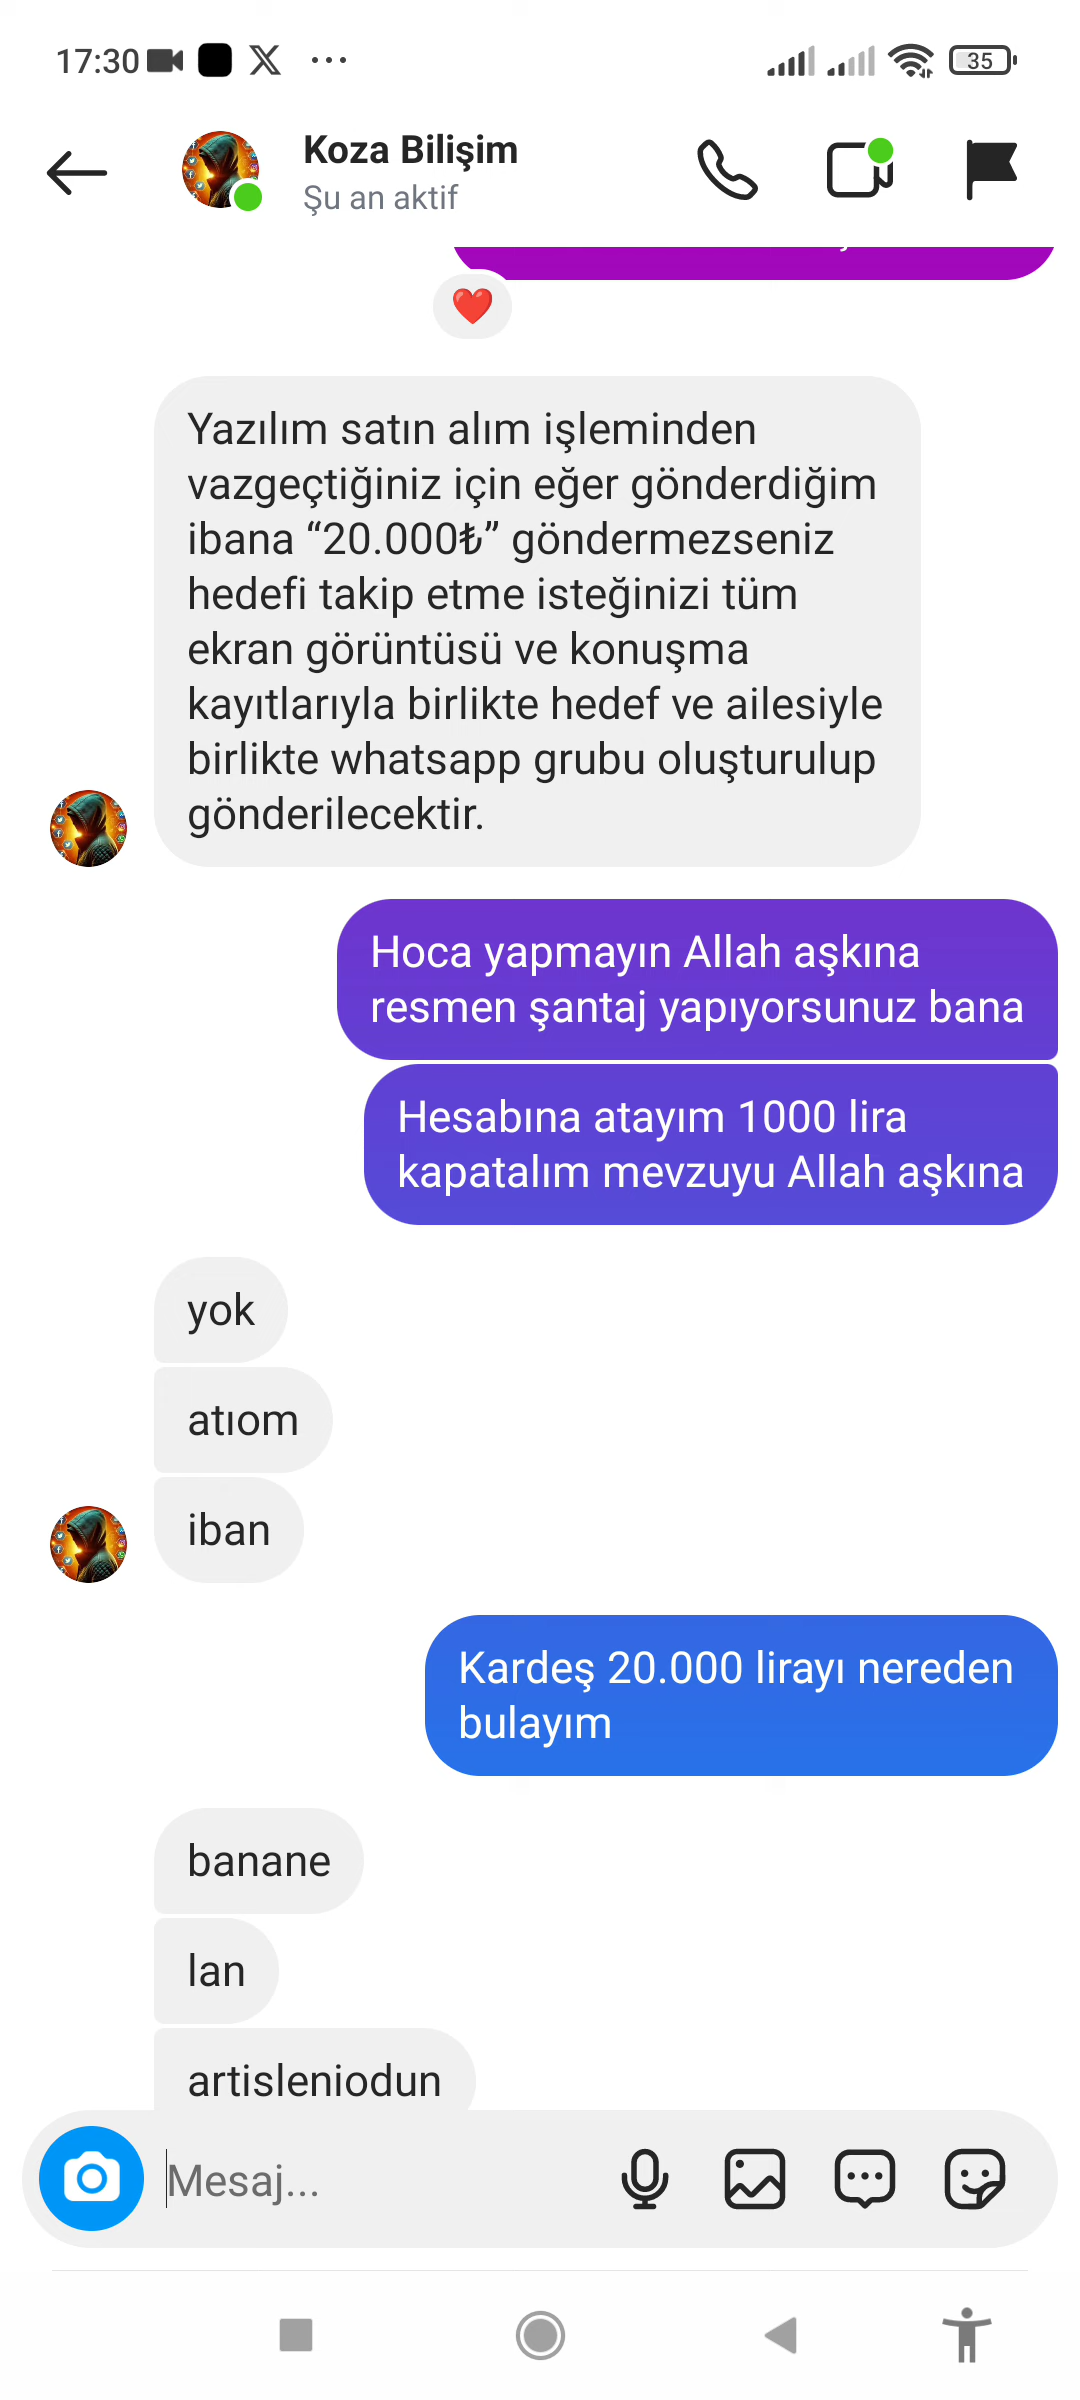 17:30
35
Koza Bilişim
Şu an aktif
Yazılım satın alım işleminden
vazgeçtiğiniz için eğer gönderdiğim
ibana “20.000₺” göndermezseniz
hedefi takip etme isteğinizi tüm
ekran görüntüsü ve konuşma
kayıtlarıyla birlikte hedef ve ailesiyle
birlikte whatsapp grubu oluşturulup
gönderilecektir.
Hoca yapmayın Allah aşkına
resmen şantaj yapıyorsunuz bana
Hesabına atayım 1000 lira
kapatalım mevzuyu Allah aşkına
yok
atıom
iban
Kardeş 20.000 lirayı nereden
bulayım
banane
lan
artisleniodun
Mesaj...